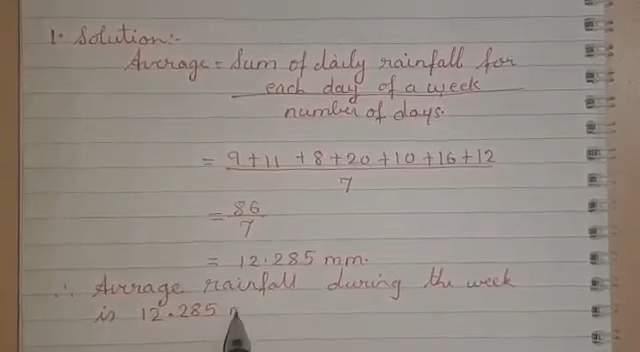 1. Solution:-
Average = Sum of daily rainfall for
each day of a week
number of days.
= 9+11 +8+20+10+16+12
7
= 86
7
= 12.285 mm.
∴ Average rainfall during the week
is 12.285